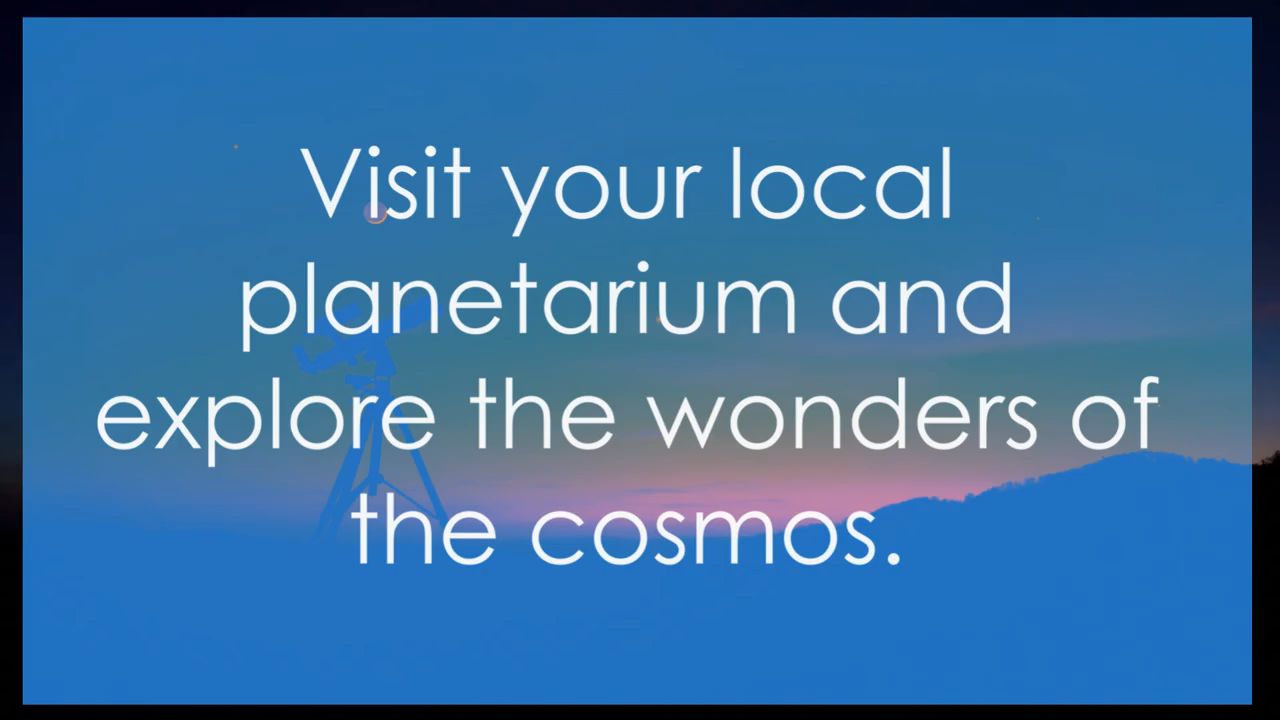 Visit your local
planetarium and
explore the wonders of
the cosmos.